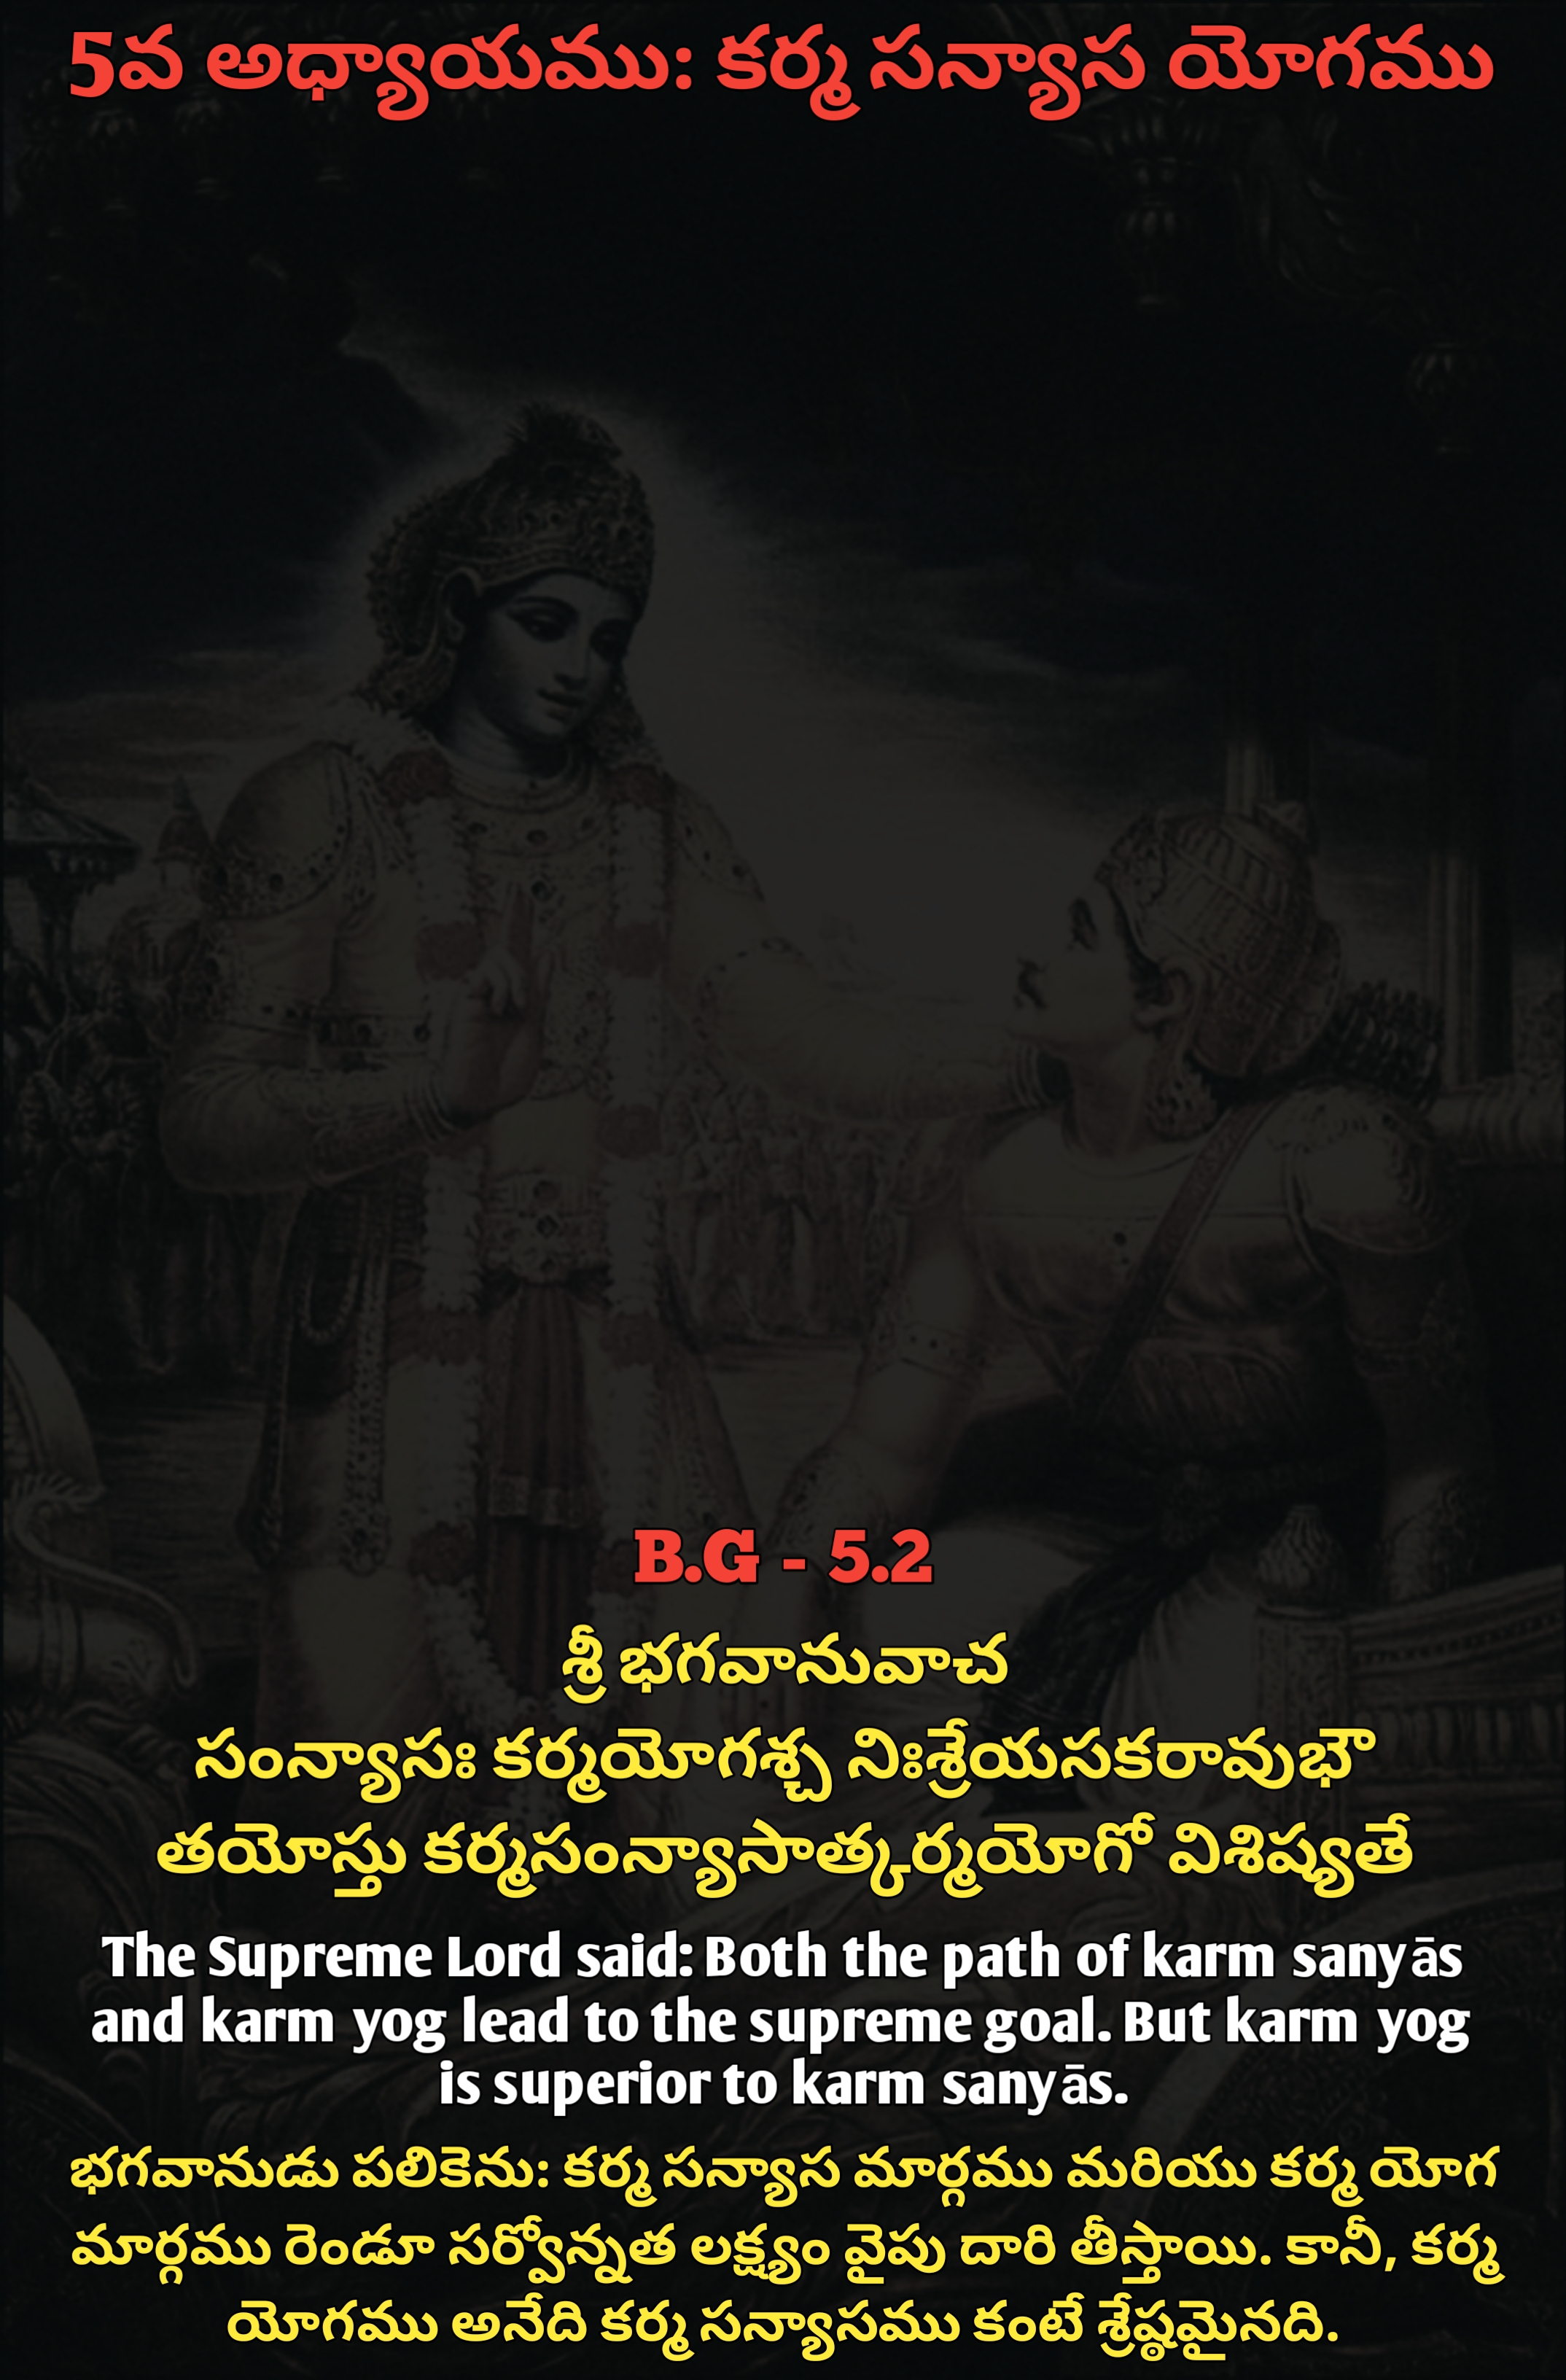 5వ అధ్యాయము: కర్మ సన్యాస యోగము
B.G - 5.2
శ్రీ భగవానువాచ
సంన్యాసః కర్మయోగశ్చ నిఃశ్రేయసకరావుభౌ
తయోస్తు కర్మసంన్యాసాత్కర్మయోగో విశిష్యతే
The Supreme Lord said: Both the path of karm sanyās
and karm yog lead to the supreme goal. But karm yog
is superior to karm sanyās.
భగవానుడు పలికెను: కర్మ సన్యాస మార్గము మరియు కర్మ యోగ
మార్గము రెండూ సర్వోన్నత లక్ష్యం వైపు దారి తీస్తాయి. కానీ, కర్మ
యోగము అనేది కర్మ సన్యాసము కంటే శ్రేష్ఠమైనది.